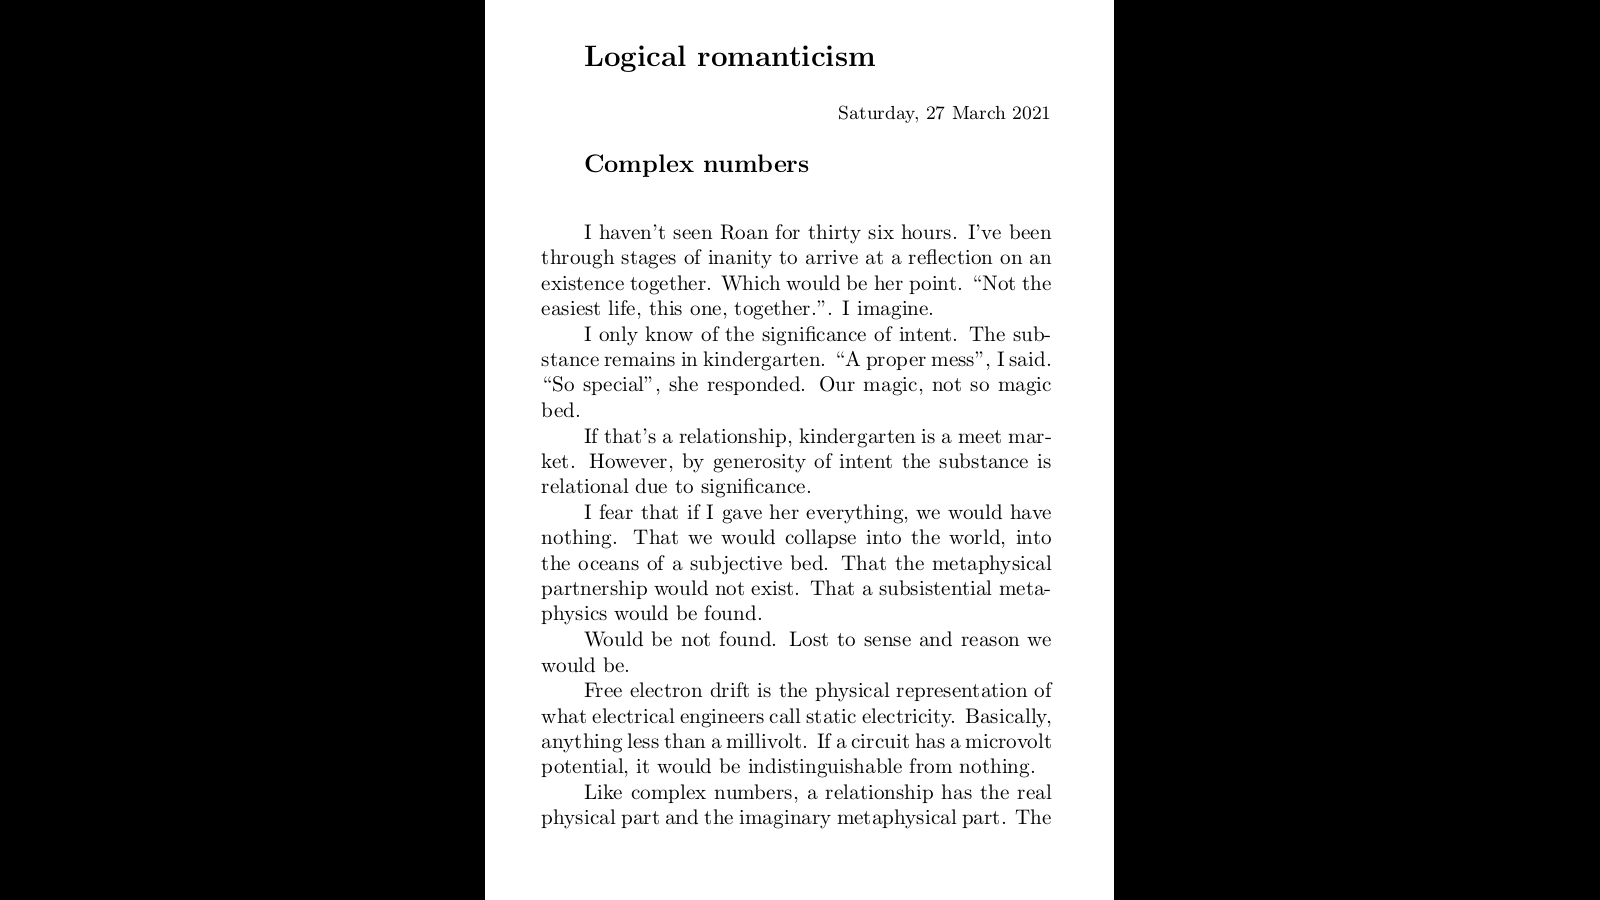 Logical romanticism
Saturday, 27 March 2021
Complex numbers
I haven't seen Roan for thirty six hours. I've been
through stages of inanity to arrive at a reflection on an
existence together. Which would be her point. “Not the
easiest life, this one, together.”. I imagine.
I only know of the significance of intent. The sub-
stance remains in kindergarten. “A proper mess”, I said.
“So special”, she responded. Our magic, not so magic
bed.
If that's a relationship, kindergarten is a meet mar-
ket. However, by generosity of intent the substance is
relational due to significance.
I fear that if I gave her everything, we would have
nothing. That we would collapse into the world, into
the oceans of a subjective bed. That the metaphysical
partnership would not exist. That a subsistential meta-
physics would be found.
Would be not found. Lost to sense and reason we
would be.
Free electron drift is the physical representation of
what electrical engineers call static electricity. Basically,
anything less than a millivolt. If a circuit has a microvolt
potential, it would be indistinguishable from nothing.
Like complex numbers, a relationship has the real
physical part and the imaginary metaphysical part. The